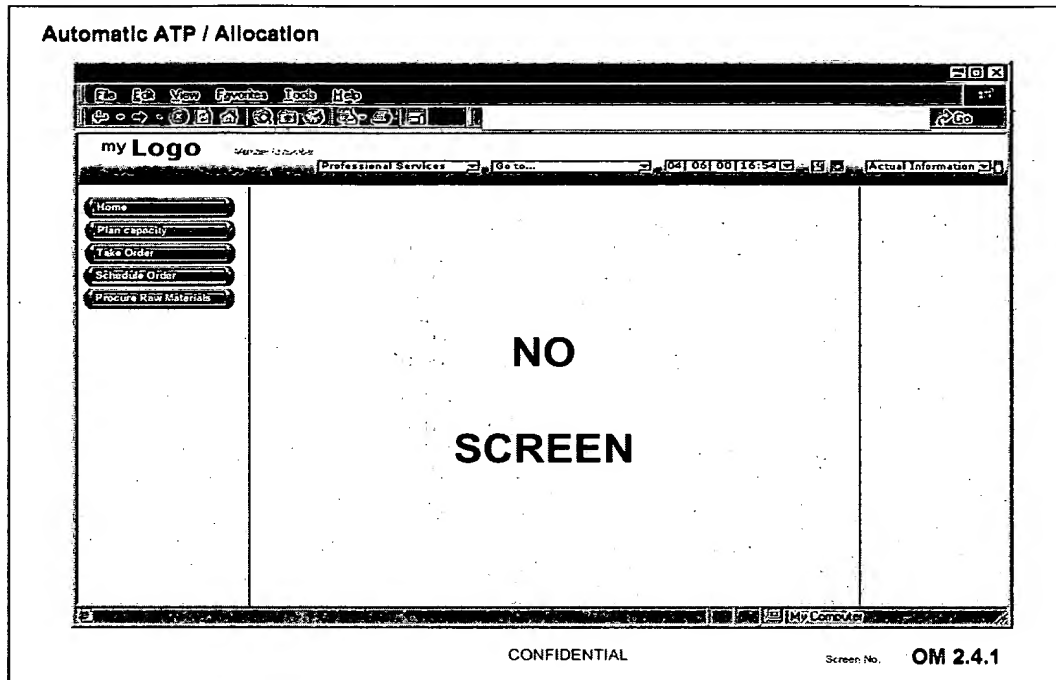 Automatic ATP / Allocation
File Edit View Favorites Tools Help
Go
my Logo
Professional Services Go to... 04 06 00 16:54 Actual Information
Home
Plan capacity
Take Order
Schedule Order
Procure Raw Materials
NO
SCREEN
My Computer
CONFIDENTIAL
Screen No. OM 2.4.1